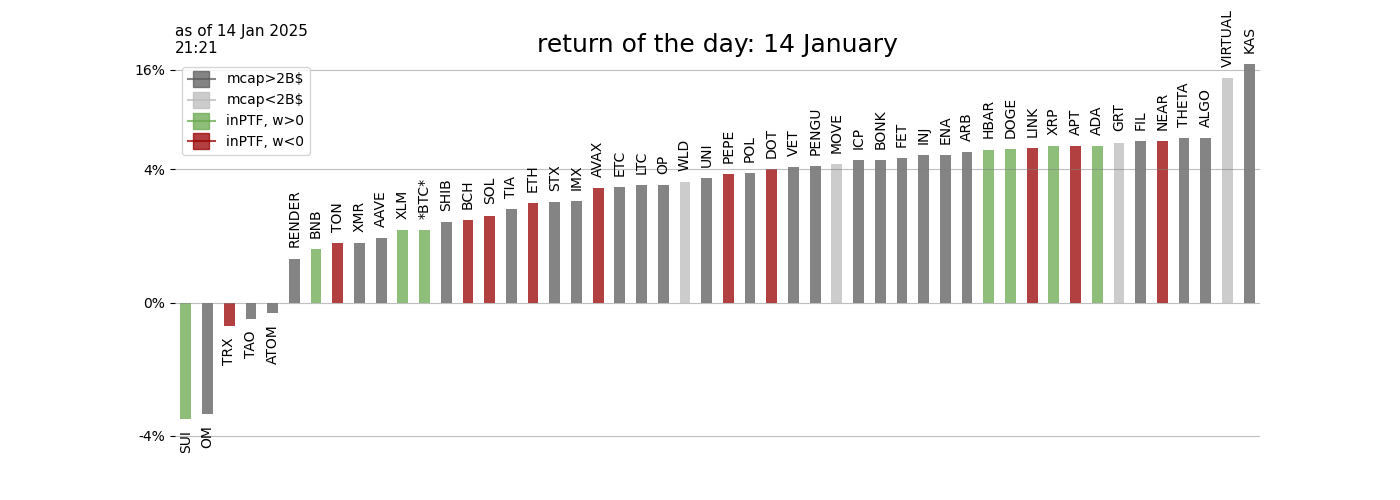 as of 14 Jan 2025
21:21
return of the day: 14 January
mcap>2B$
mcap<2B$
inPTF, w>0
inPTF, w<0
16%
4%
0%
-4%
SUI
OM
TRX
TAO
ATOM
RENDER
BNB
TON
XMR
AAVE
XLM
*BTC*
SHIB
BCH
SOL
TIA
ETH
STX
IMX
AVAX
ETC
LTC
OP
WLD
UNI
PEPE
POL
DOT
VET
PENGU
MOVE
ICP
BONK
FET
INJ
ENA
ARB
HBAR
DOGE
LINK
XRP
APT
ADA
GRT
FIL
NEAR
THETA
ALGO
VIRTUAL
KAS